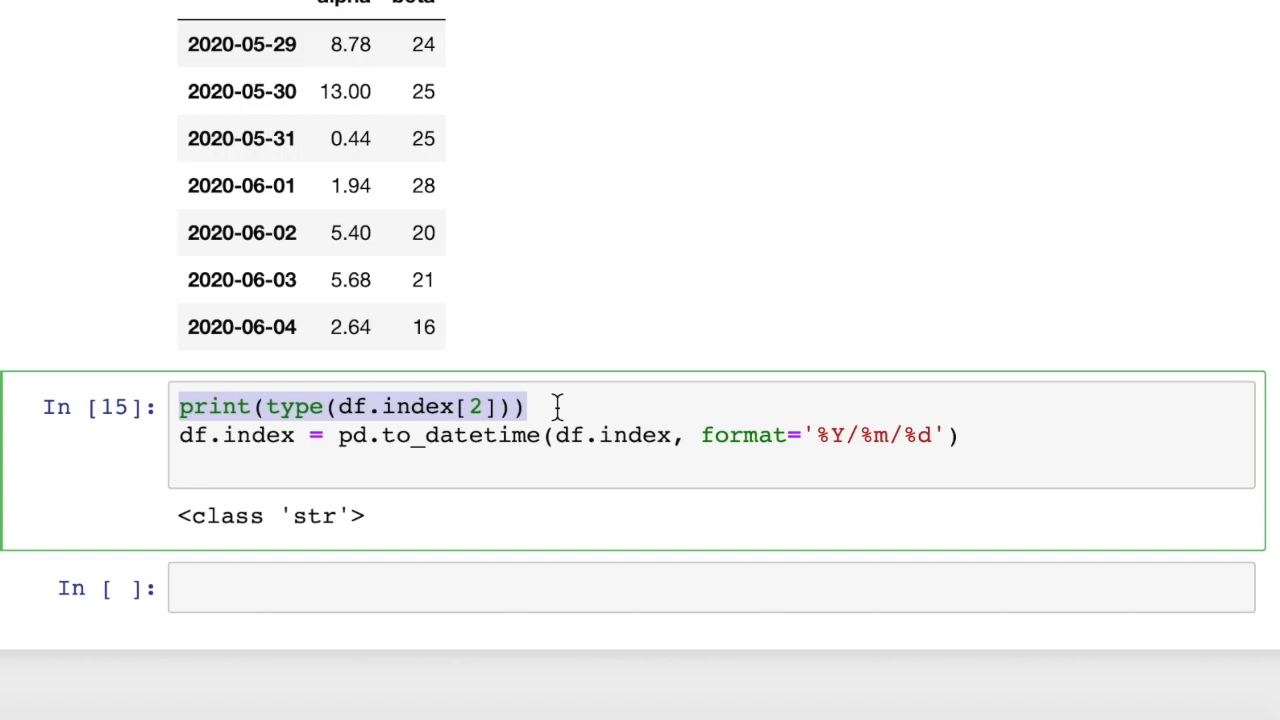 alpha beta
2020-05-29 8.78 24
2020-05-30 13.00 25
2020-05-31 0.44 25
2020-06-01 1.94 28
2020-06-02 5.40 20
2020-06-03 5.68 21
2020-06-04 2.64 16
In [15]: print(type(df.index[2]))
df.index = pd.to_datetime(df.index, format='%Y/%m/%d')
<class 'str'>
In [ ]: